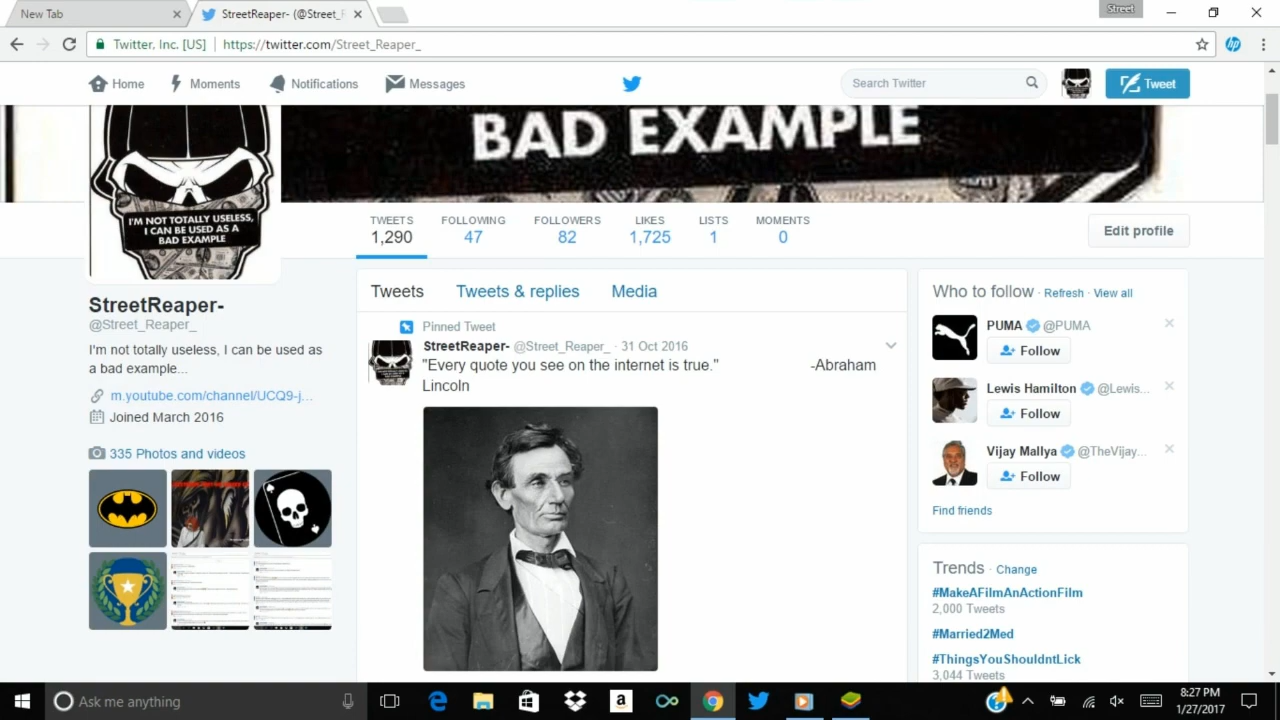 New Tab
StreetReaper- (@Street_R
Street
Twitter, Inc. [US]
https://twitter.com/Street_Reaper_
Home
Moments
Notifications
Messages
Search Twitter
Tweet
BAD EXAMPLE
I'M NOT TOTALLY USELESS,
I CAN BE USED AS A
BAD EXAMPLE
TWEETS
1,290
FOLLOWING
47
FOLLOWERS
82
LIKES
1,725
LISTS
1
MOMENTS
0
Edit profile
StreetReaper-
@Street_Reaper_
I'm not totally useless, I can be used as
a bad example...
m.youtube.com/channel/UCQ9-j...
Joined March 2016
335 Photos and videos
Tweets
Tweets & replies
Media
Pinned Tweet
StreetReaper- @Street_Reaper_ · 31 Oct 2016
"Every quote you see on the internet is true." -Abraham
Lincoln
Who to follow · Refresh · View all
PUMA @PUMA
Follow
Lewis Hamilton @Lewis...
Follow
Vijay Mallya @TheVijay...
Follow
Find friends
Trends · Change
#MakeAFilmAnActionFilm
2,000 Tweets
#Married2Med
#ThingsYouShouldntLick
3,044 Tweets
Ask me anything
8:27 PM
1/27/2017